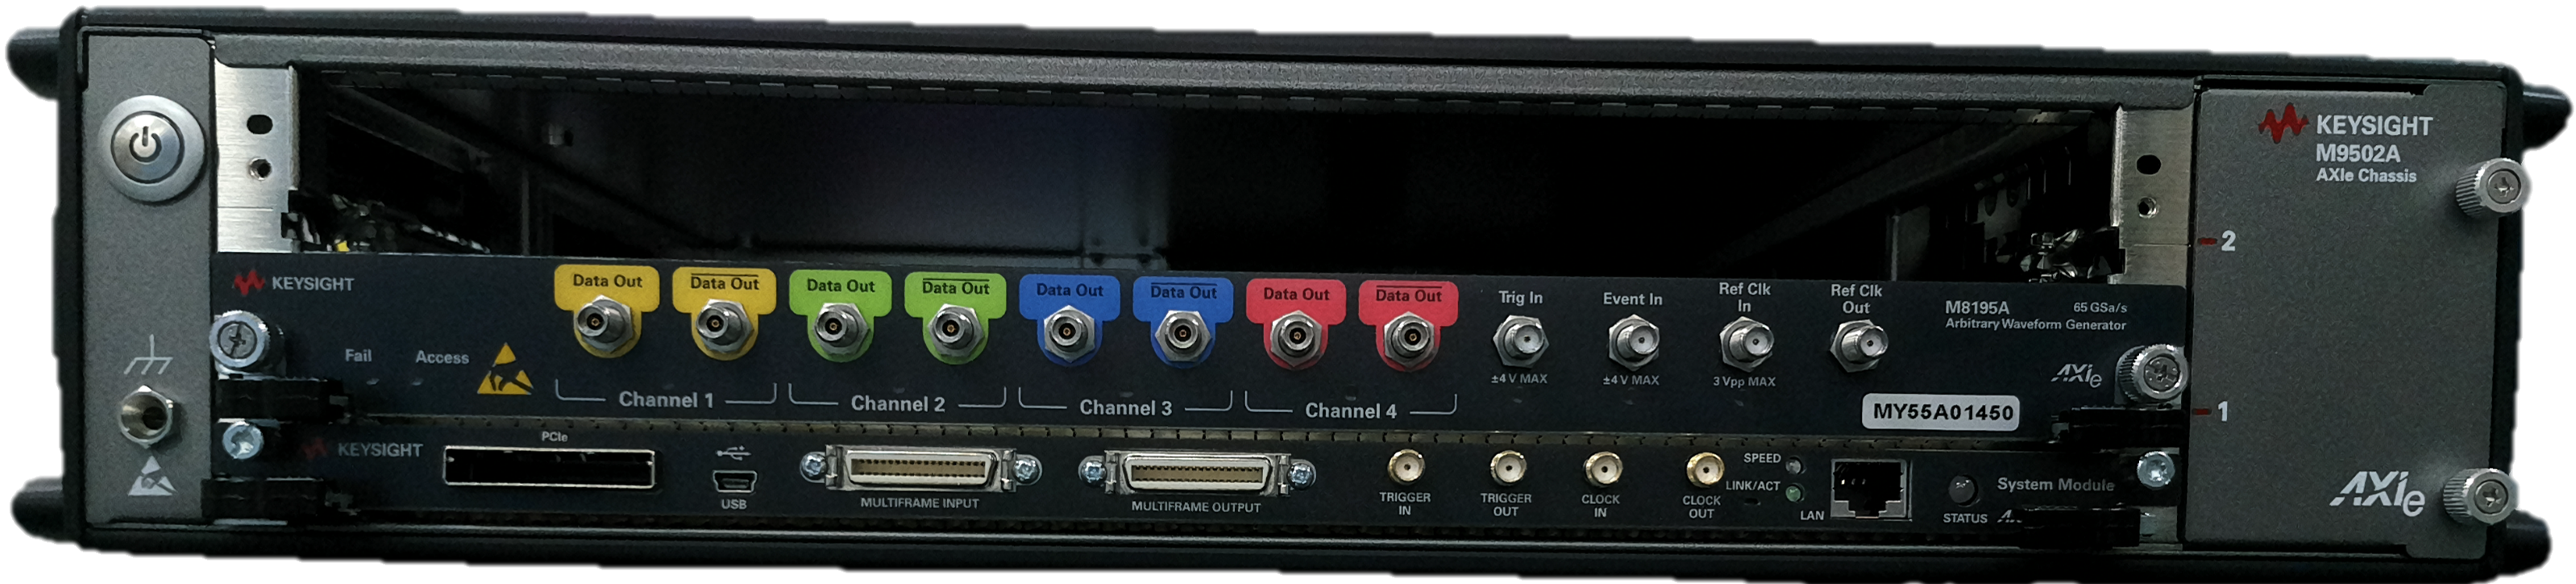 KEYSIGHT
M9502A
AXIe Chassis
2
1
AXIe
KEYSIGHT
Fail
Access
Data Out
Data Out
Channel 1
Data Out
Data Out
Channel 2
Data Out
Data Out
Channel 3
Data Out
Data Out
Channel 4
Trig In
±4 V MAX
Event In
±4 V MAX
Ref Clk
In
3 Vpp MAX
Ref Clk
Out
M8195A
65 GSa/s
Arbitrary Waveform Generator
AXIe
MY55A01450
KEYSIGHT
PCIe
USB
MULTIFRAME INPUT
MULTIFRAME OUTPUT
TRIGGER
IN
TRIGGER
OUT
CLOCK
IN
CLOCK
OUT
SPEED
LINK/ACT
LAN
STATUS
System Module